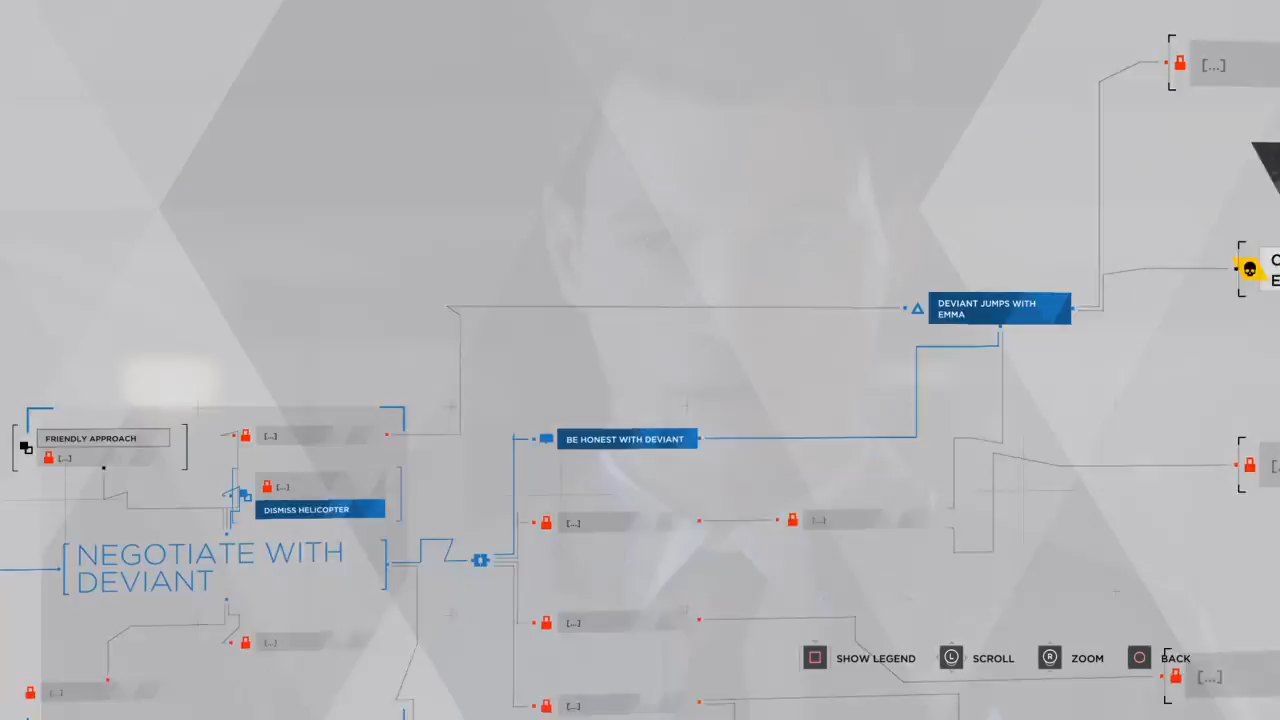 [...]
DEVIANT JUMPS WITH
EMMA
FRIENDLY APPROACH
[...]
[...]
[...]
DISMISS HELICOPTER
BE HONEST WITH DEVIANT
[...]
[...]
[...]
NEGOTIATE WITH
DEVIANT
[...]
[...]
[...]
[...]
SHOW LEGEND
L
SCROLL
R
ZOOM
BACK
[...]